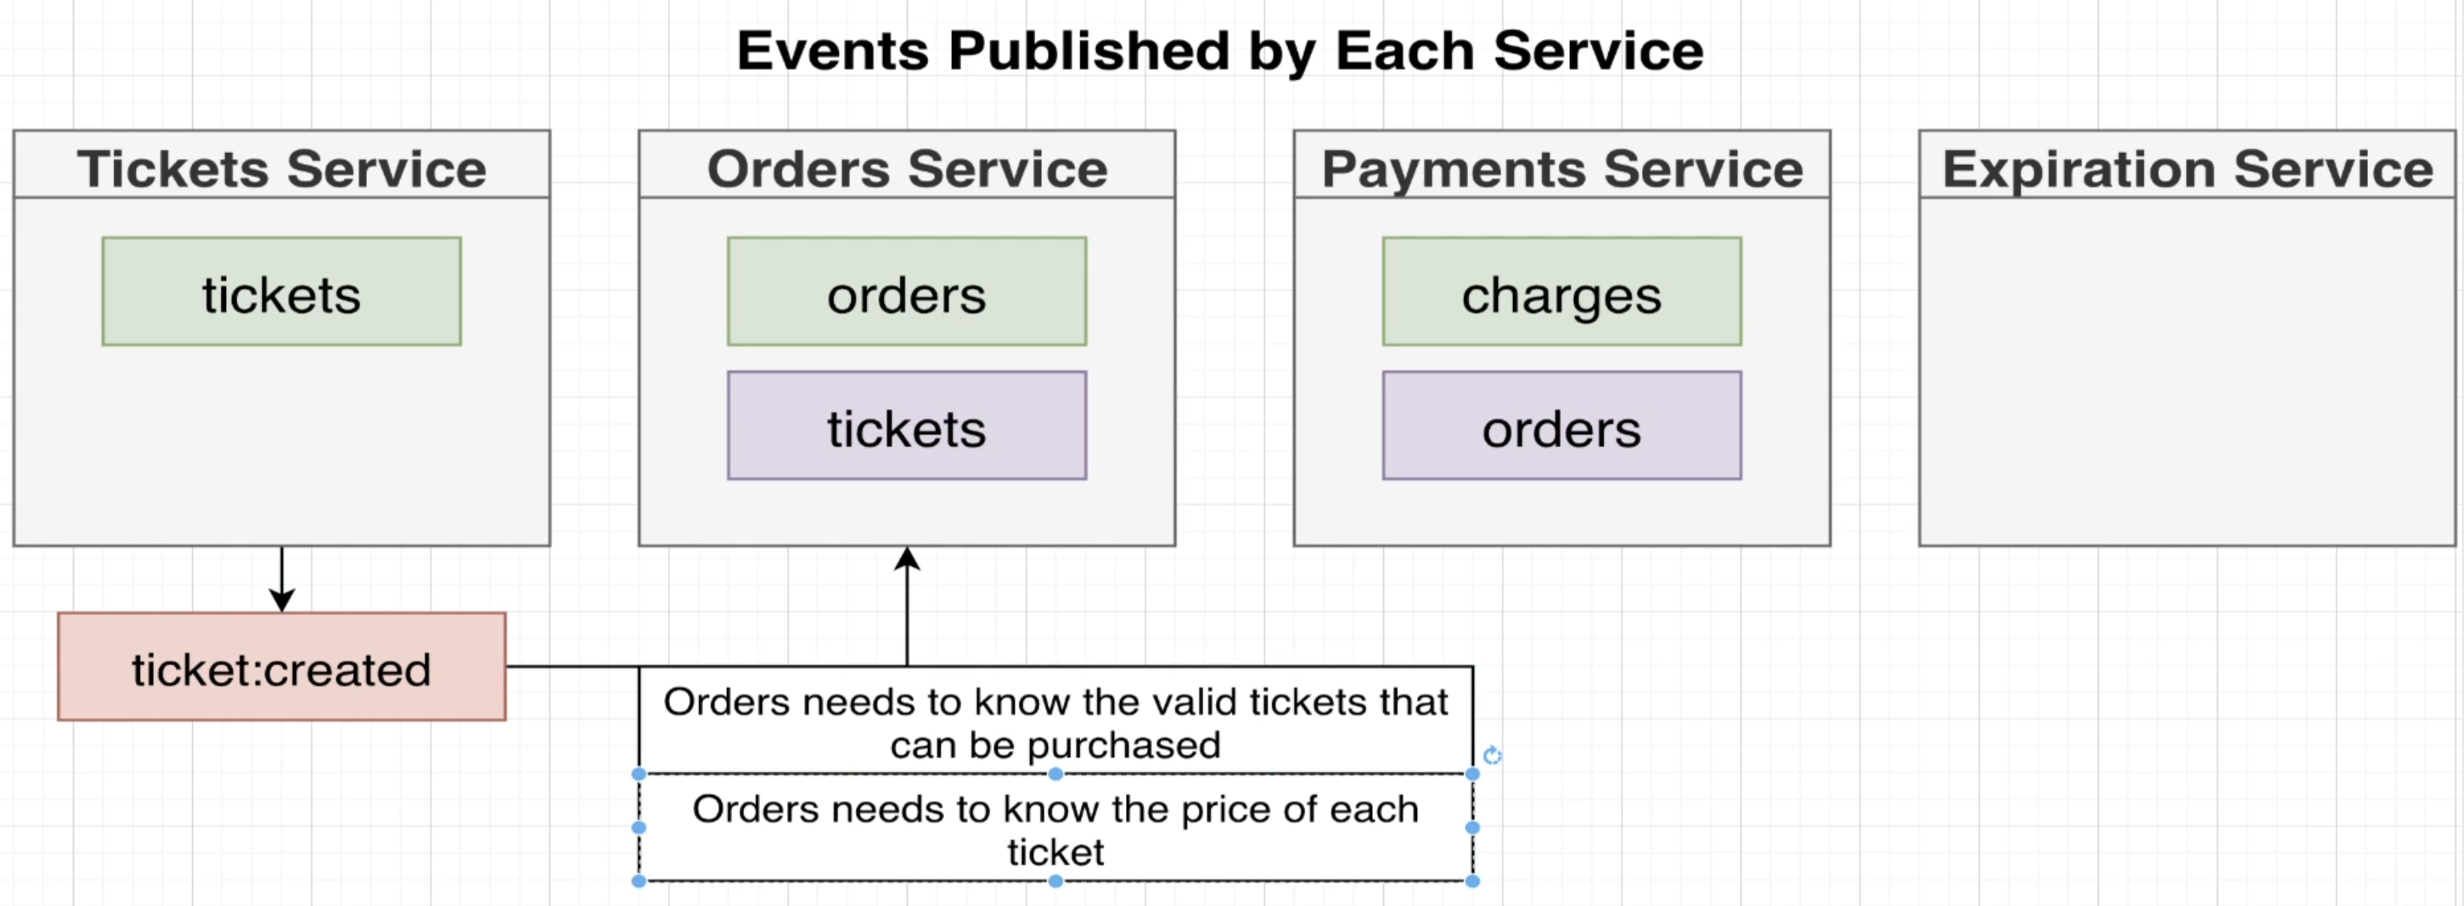 Events Published by Each Service
Tickets Service
tickets
Orders Service
orders
tickets
Payments Service
charges
orders
Expiration Service
ticket:created
Orders needs to know the valid tickets that
can be purchased
Orders needs to know the price of each
ticket